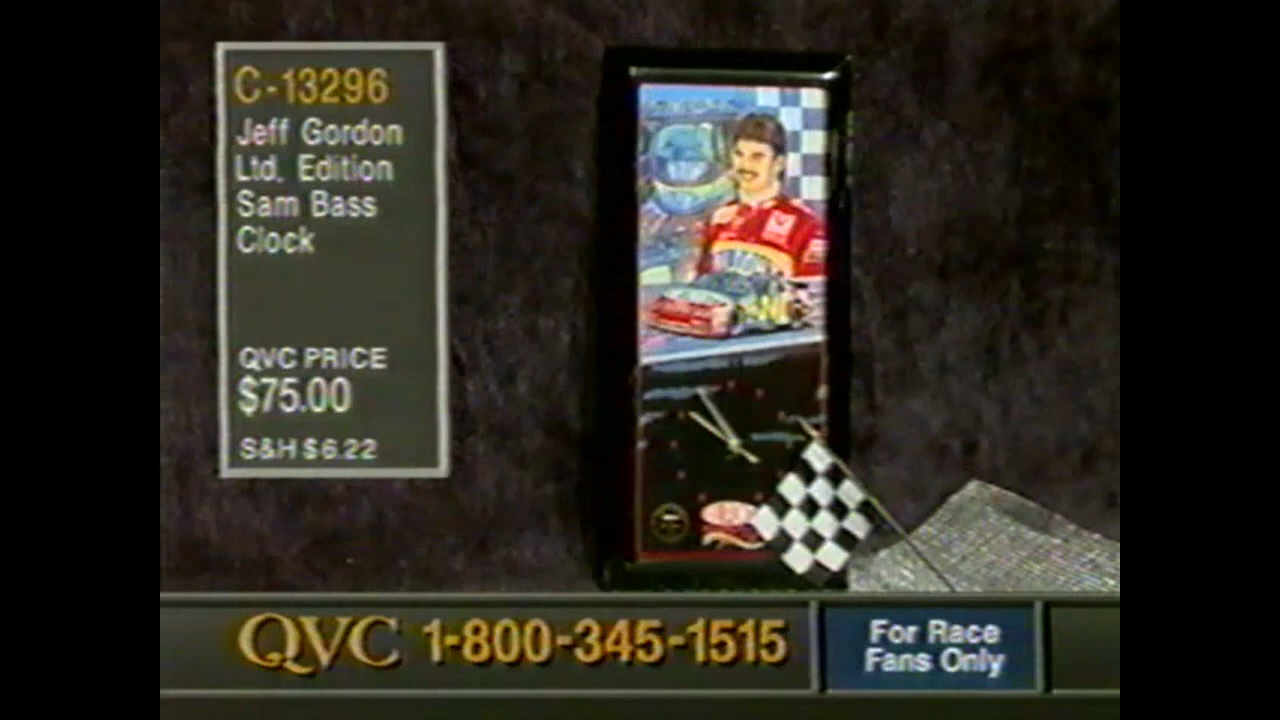 C-13296
Jeff Gordon
Ltd. Edition
Sam Bass
Clock
QVC PRICE
$75.00
S&H $6.22
QVC 1-800-345-1515
For Race
Fans Only